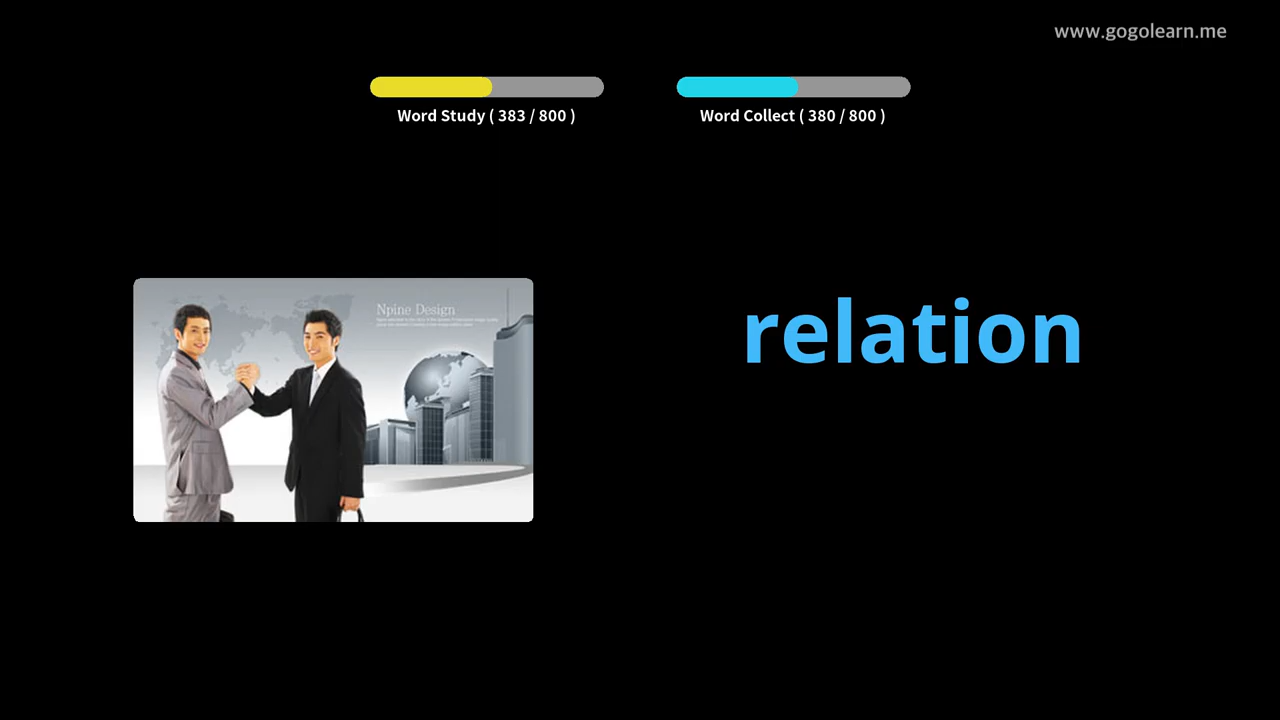 www.gogolearn.me
Word Study ( 383 / 800 )
Word Collect ( 380 / 800 )
Npine Design
relation